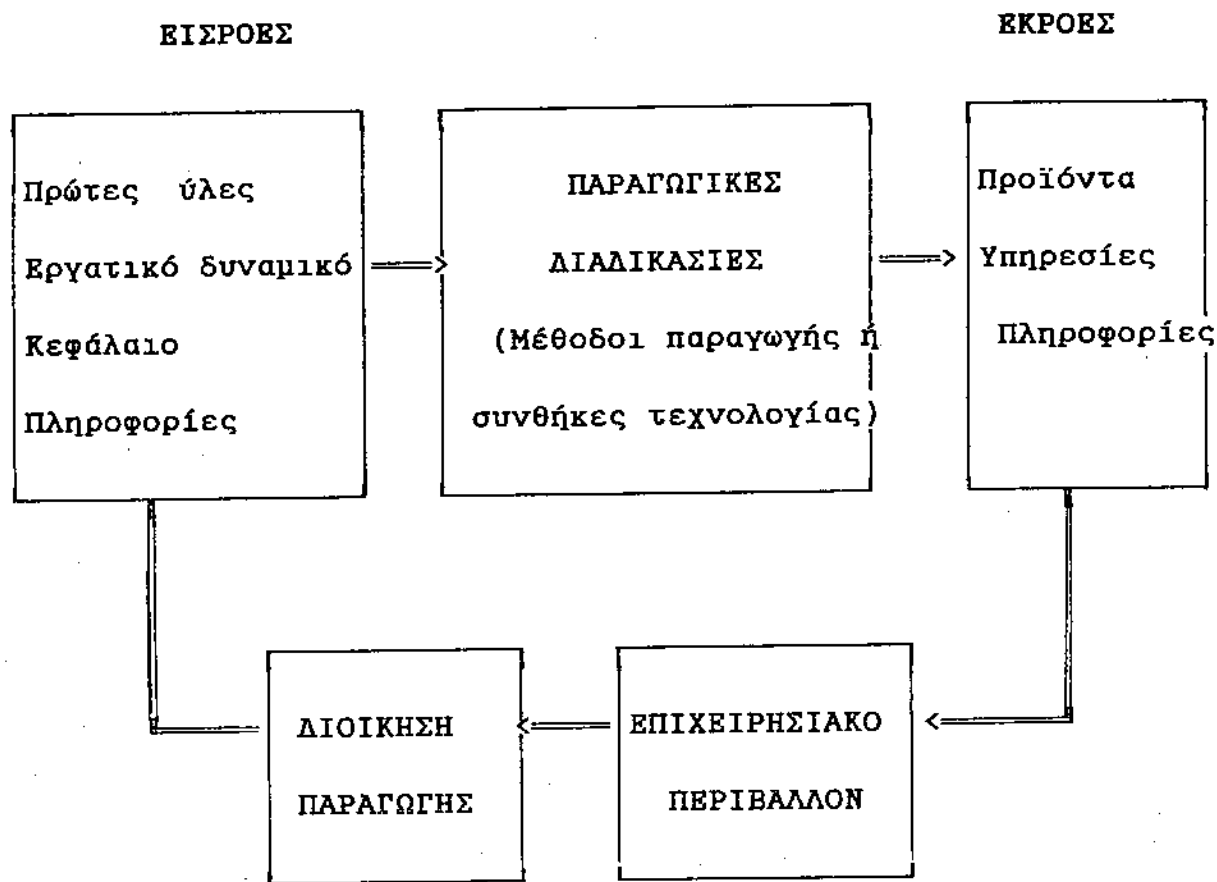 ΕΙΣΡΟΕΣ
ΕΚΡΟΕΣ
Πρώτες ύλες
Εργατικό δυναμικό
Κεφάλαιο
Πληροφορίες
ΠΑΡΑΓΩΓΙΚΕΣ
ΔΙΑΔΙΚΑΣΙΕΣ
(Μέθοδοι παραγωγής ή
συνθήκες τεχνολογίας)
Προϊόντα
Υπηρεσίες
Πληροφορίες
ΔΙΟΙΚΗΣΗ
ΠΑΡΑΓΩΓΗΣ
ΕΠΙΧΕΙΡΗΣΙΑΚΟ
ΠΕΡΙΒΑΛΛΟΝ